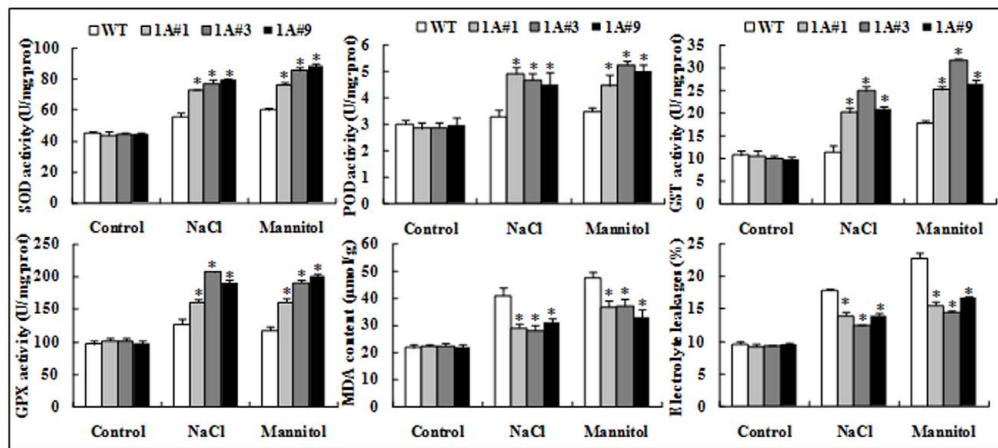 WT 1A#1 1A#3 1A#9
WT 1A#1 1A#3 1A#9
WT 1A#1 1A#3 1A#9
SOD activity (U/mg·prot)
100
80
60
40
20
0
* * *
* * *
Control NaCl Mannitol
POD activity (U/mg·prot)
6
5
4
3
2
1
0
* * *
* * *
Control NaCl Mannitol
GST activity (U/mg·prot)
35
30
25
20
15
10
5
0
* * *
* * *
Control NaCl Mannitol
GPX activity (U/mg·prot)
250
200
150
100
50
0
* * *
* * *
Control NaCl Mannitol
MDA content (μmol/g)
60
50
40
30
20
10
0
* * *
* * *
Control NaCl Mannitol
Electrolyte leakages (%)
25
20
15
10
5
0
* * *
* * *
Control NaCl Mannitol